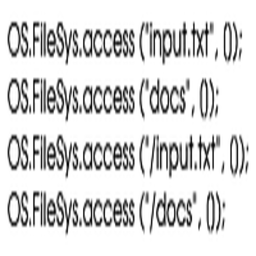 OS.FileSys.access ("input.txt", ());
OS.FileSys.access ("docs", ());
OS.FileSys.access ("/input.txt", ());
OS.FileSys.access ("/docs", ());